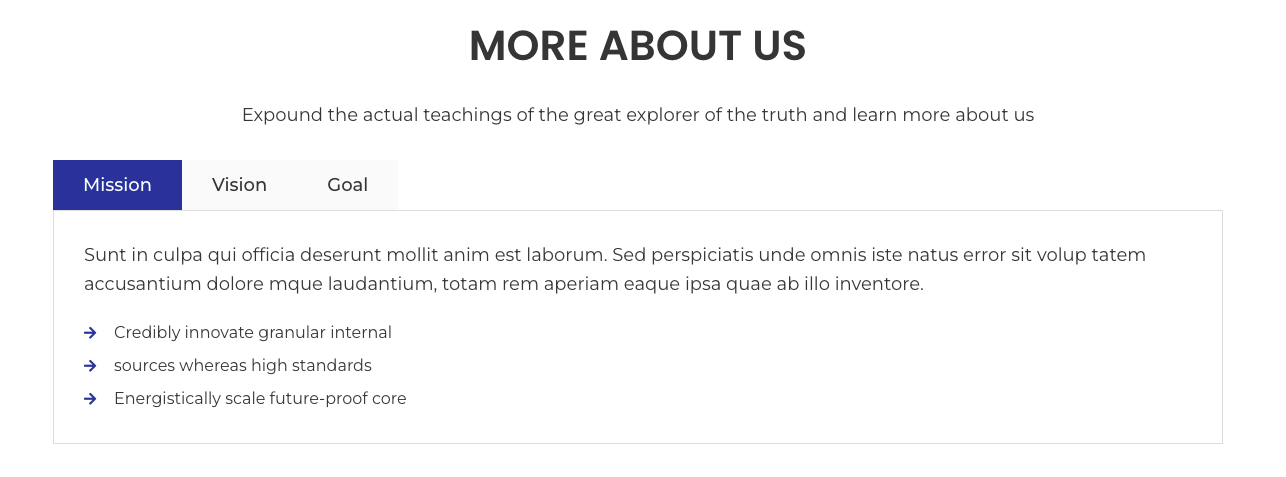 MORE ABOUT US
Expound the actual teachings of the great explorer of the truth and learn more about us
Mission Vision Goal
Sunt in culpa qui officia deserunt mollit anim est laborum. Sed perspiciatis unde omnis iste natus error sit volup tatem
accusantium dolore mque laudantium, totam rem aperiam eaque ipsa quae ab illo inventore.
Credibly innovate granular internal
sources whereas high standards
Energistically scale future-proof core